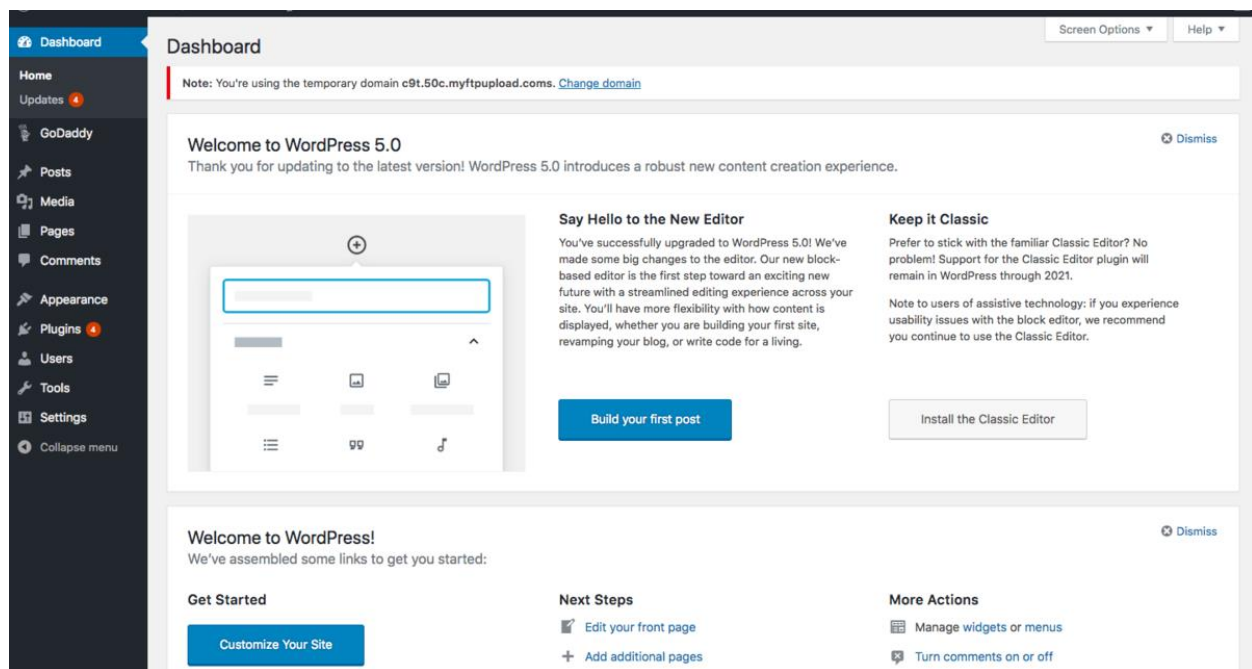 Screen Options
Help
Dashboard
Home
Updates 4
GoDaddy
Posts
Media
Pages
Comments
Appearance
Plugins 4
Users
Tools
Settings
Collapse menu
Dashboard
Note: You're using the temporary domain c9t.50c.myftpupload.coms. Change domain
Welcome to WordPress 5.0
Dismiss
Thank you for updating to the latest version! WordPress 5.0 introduces a robust new content creation experience.
Say Hello to the New Editor
You've successfully upgraded to WordPress 5.0! We've
made some big changes to the editor. Our new block-
based editor is the first step toward an exciting new
future with a streamlined editing experience across your
site. You'll have more flexibility with how content is
displayed, whether you are building your first site,
revamping your blog, or write code for a living.
Build your first post
Keep it Classic
Prefer to stick with the familiar Classic Editor? No
problem! Support for the Classic Editor plugin will
remain in WordPress through 2021.
Note to users of assistive technology: if you experience
usability issues with the block editor, we recommend
you continue to use the Classic Editor.
Install the Classic Editor
Welcome to WordPress!
Dismiss
We've assembled some links to get you started:
Get Started
Customize Your Site
Next Steps
Edit your front page
Add additional pages
More Actions
Manage widgets or menus
Turn comments on or off